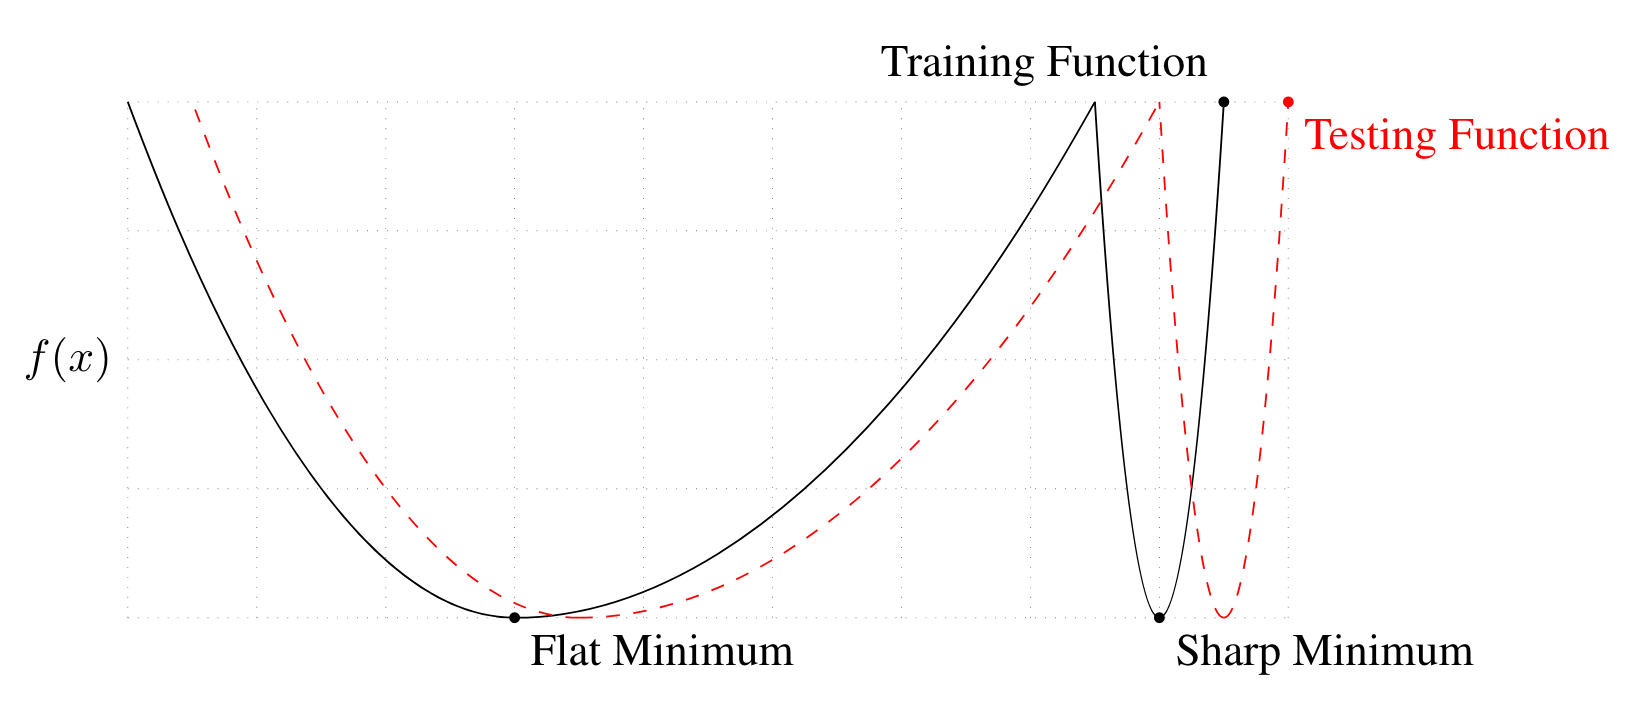 Training Function
Testing Function
f(x)
Flat Minimum
Sharp Minimum